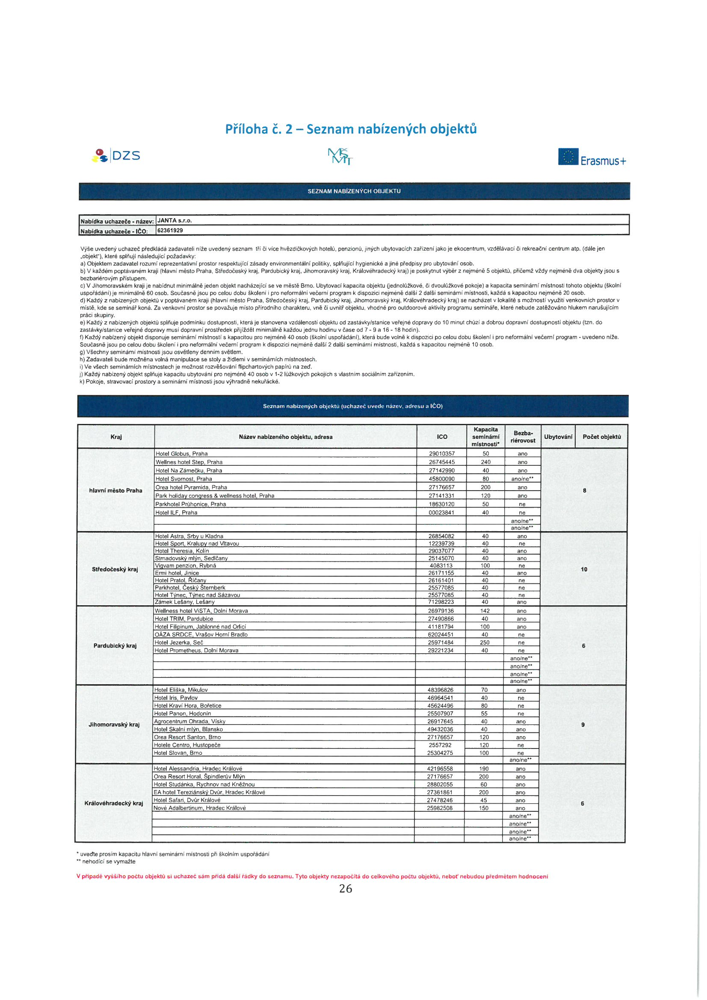 Příloha č. 2 – Seznam nabízených objektů
DZS
MŠMT
Erasmus+
SEZNAM NABÍZENÝCH OBJEKTŮ
Nabídka uchazeče - název: JANTA s.r.o.
Nabídka uchazeče - IČO: 62361929
Výše uvedený uchazeč předkládá zadavateli níže uvedený seznam tří či více hvězdičkových hotelů, penzionů, jiných ubytovacích zařízení jako je ekocentrum, vzdělávací či rekreační centrum atp. (dále jen
„objekt“), které splňují následující požadavky:
a) Objektem zadavatel rozumí reprezentativní prostor respektující zásady environmentální politiky, splňující hygienické a jiné předpisy pro ubytování osob.
b) V každém poptávaném kraji (hlavní město Praha, Středočeský kraj, Pardubický kraj, Jihomoravský kraj, Královéhradecký kraj) je poskytnut výběr z nejméně 5 objektů, přičemž vždy nejméně dva objekty jsou s
bezbariérovým přístupem.
c) V Jihomoravském kraji je nabídnut minimálně jeden objekt nacházející se ve městě Brno. Ubytovací kapacita objektu (jednolůžkové, či dvoulůžkové pokoje) a kapacita seminární místnosti tohoto objektu (školní
uspořádání) je minimálně 60 osob. Současně jsou po celou dobu školení i pro neformální večerní program k dispozici nejméně další 2 další seminární místnosti, každá s kapacitou nejméně 20 osob.
d) Každý z nabízených objektů v poptávaném kraji (hlavní město Praha, Středočeský kraj, Pardubický kraj, Jihomoravský kraj, Královéhradecký kraj) se nacházet v lokalitě s možností využití venkovních prostor v
místě, kde se seminář koná. Za venkovní prostor se považuje místo přírodního charakteru, vně či uvnitř objektu, vhodné pro outdoorové aktivity programu semináře, které nebude zatěžováno hlukem narušujícím
práci skupiny.
e) Každý z nabízených objektů splňuje podmínku dostupnosti, která je stanovena vzdáleností objektu od zastávky/stanice veřejné dopravy do 10 minut chůzí a dobrou dopravní dostupností objektu (tzn. do
zastávky/stanice veřejné dopravy musí dopravní prostředek přijíždět minimálně každou jednu hodinu v čase od 7 - 9 a 16 - 18 hodin).
f) Každý nabízený objekt disponuje seminární místností s kapacitou pro nejméně 40 osob (školní uspořádání), která bude volně k dispozici po celou dobu školení i pro neformální večerní program - uvedeno níže.
Současně jsou po celou dobu školení i pro neformální večerní program k dispozici nejméně další 2 další seminární místnosti, každá s kapacitou nejméně 10 osob.
g) Všechny seminární místnosti jsou osvětleny denním světlem.
h) Zadavateli bude možněna volná manipulace se stoly a židlemi v seminárních místnostech.
i) Ve všech seminárních místnostech je možnost rozvěšování flipchartových papírů na zeď.
j) Každý nabízený objekt splňuje kapacitu ubytování pro nejméně 40 osob v 1-2 lůžkových pokojích s vlastním sociálním zařízením.
k) Pokoje, stravovací prostory a seminární místnosti jsou výhradně nekuřácké.
Seznam nabízených objektů (uchazeč uvede název, adresu a IČO)
Kraj Název nabízeného objektu, adresa ICO Kapacita seminární místnosti* Bezba-riérovost Ubytování Počet objektů
hlavní město Praha 8
Hotel Globus, Praha 29010357 50 ano
Wellnes hotel Step, Praha 26745445 240 ano
Hotel Na Zámečku, Praha 27142990 40 ano
Hotel Svornost, Praha 45800090 80 ano/ne**
Orea hotel Pyramida, Praha 27176657 200 ano
Park holiday congress & wellness hotel, Praha 27141331 120 ano
Parkhotel Průhonice, Praha 18630120 50 ne
Hotel ILF, Praha 00023841 40 ne
ano/ne**
ano/ne**
Středočeský kraj 10
Hotel Astra, Srby u Kladna 26854082 40 ano
Hotel Sport, Kralupy nad Vltavou 12239739 40 ne
Hotel Theresia, Kolín 29037077 40 ano
Strnadovský mlýn, Sedlčany 25145070 40 ano
Vigvam penzion, Rybná 4083113 100 ne
Ermi hotel, Jinice 26171155 40 ano
Hotel Pratol, Říčany 26161401 40 ne
Parkhotel, Český Šternberk 25577085 40 ne
Hotel Týnec, Týnec nad Sázavou 25577085 40 ne
Zámek Lešany, Lešany 71298223 40 ano
Pardubický kraj 6
Wellness hotel ViSTA, Dolní Morava 26979136 142 ano
Hotel TRIM, Pardubice 27490866 40 ano
Hotel Filipinum, Jablonné nad Orlicí 41181794 100 ano
OÁZA SRDCE, Vrašov Horní Bradlo 62024451 40 ne
Hotel Jezerka, Seč 25971484 250 ne
Hotel Prometheus, Dolní Morava 29221234 40 ne
ano/ne**
ano/ne**
ano/ne**
ano/ne**
Jihomoravský kraj 9
Hotel Eliška, Mikulov 48396826 70 ano
Hotel Iris, Pavlov 46964541 40 ne
Hotel Kraví Hora, Bořetice 45624496 80 ne
Hotel Panon, Hodonín 25507907 55 ne
Agrocentrum Ohrada, Vísky 26917645 40 ano
Hotel Skalní mlýn, Blansko 49432036 40 ano
Orea Resort Santon, Brno 27176657 120 ano
Hotele Centro, Hustopeče 2557292 120 ne
Hotel Slovan, Brno 25304275 100 ne
ano/ne**
Královéhradecký kraj 6
Hotel Alessandria, Hradec Králové 42196558 190 ano
Orea Resort Horal, Špindlerův Mlýn 27176657 200 ano
Hotel Studánka, Rychnov nad Kněžnou 28802055 60 ano
EA hotel Tereziánský Dvůr, Hradec Králové 27361861 200 ano
Hotel Safari, Dvůr Králové 27478246 45 ano
Nové Adalbertinum, Hradec Králové 25982508 150 ano
ano/ne**
ano/ne**
ano/ne**
ano/ne**
* uveďte prosím kapacitu hlavní seminární místnosti při školním uspořádání
** nehodící se vymažte
V případě vyššího počtu objektů si uchazeč sám přidá další řádky do seznamu. Tyto objekty nezapočítá do celkového počtu objektů, neboť nebudou předmětem hodnocení
26